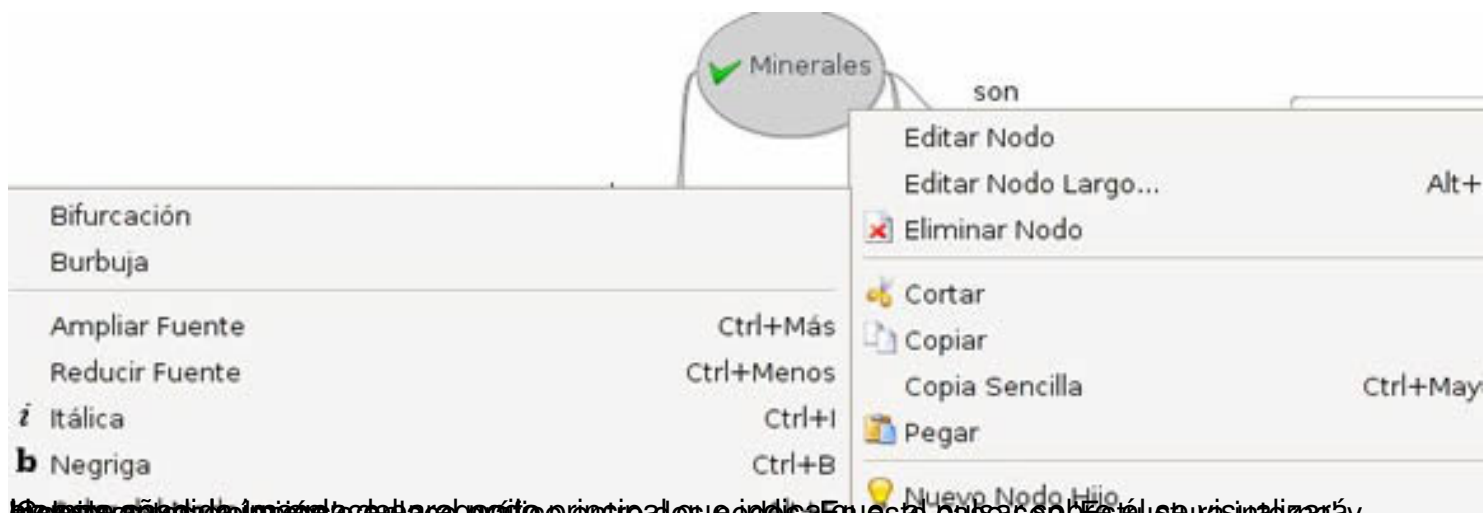 Minerales
son
Editar Nodo
Editar Nodo Largo... Alt+
Eliminar Nodo
Cortar
Copiar
Copia Sencilla Ctrl+May
Pegar
Nuevo Nodo Hijo
Bifurcación
Burbuja
Ampliar Fuente Ctrl+Más
Reducir Fuente Ctrl+Menos
i Itálica Ctrl+I
b Negriga Ctrl+B